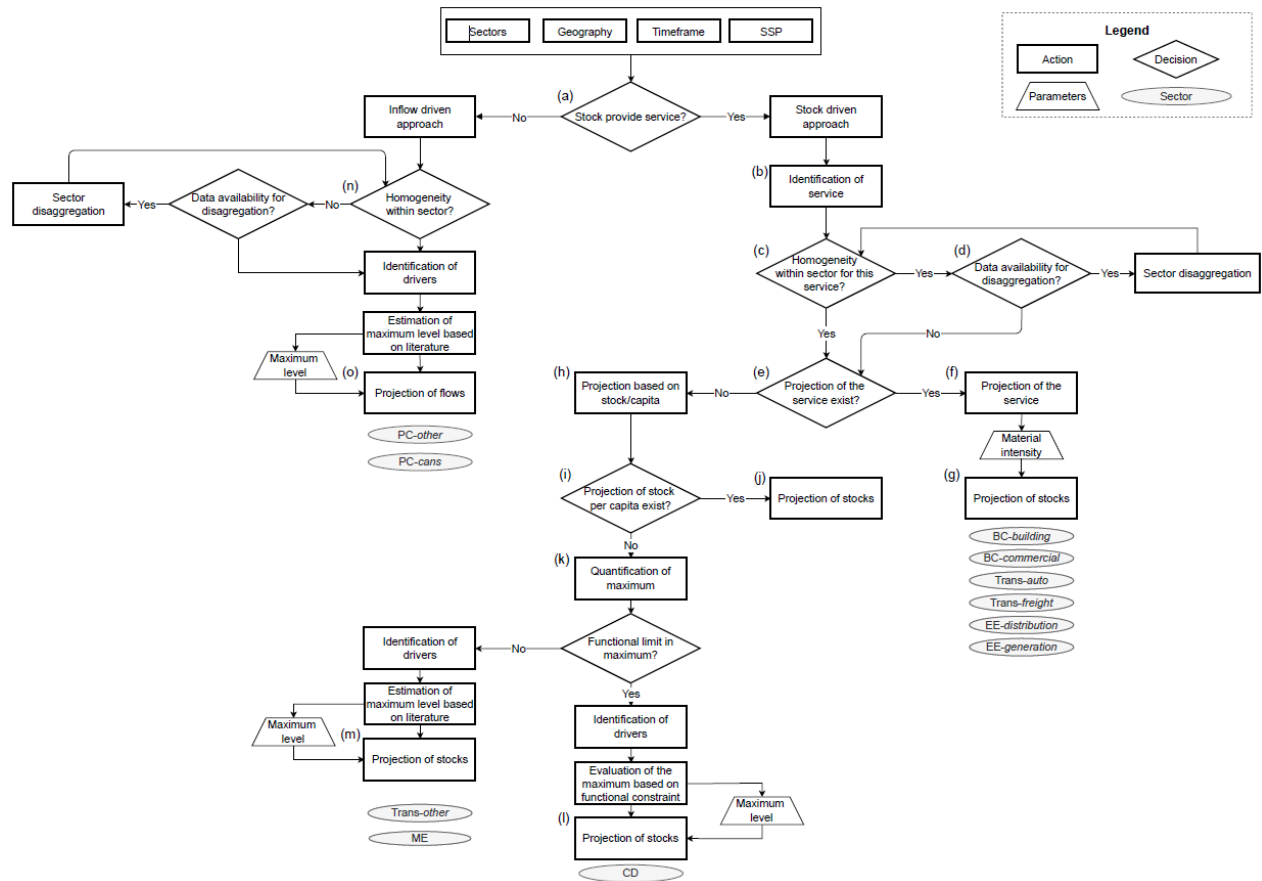 Sectors
Geography
Timeframe
SSP
Legend
Action
Decision
Parameters
Sector
(a)
Stock provide service?
No
Yes
Inflow driven
approach
Stock driven
approach
(b)
Identification of
service
Sector
disaggregation
Yes
Data availability for
disagregation?
No
(n)
Homogeneity
within sector?
(c)
Homogeneity
within sector for this
service?
Yes
(d)
Data availability for
disaggregation?
Yes
Sector disaggregation
Identification of
drivers
Yes
No
Estimation of
maximum level based
on literature
Maximum
level
(o)
Projection of flows
PC-other
PC-cans
(h)
Projection based on
stock/capita
No
(e)
Projection of the
service exist?
Yes
(f)
Projection of the
service
Material
intensity
(i)
Projection of stock
per capita exist?
Yes
(j)
Projection of stocks
(g)
Projection of stocks
BC-building
BC-commercial
Trans-auto
Trans-freight
EE-distribution
EE-generation
No
(k)
Quantification of
maximum
Functional limit in
maximum?
No
Identification of
drivers
Estimation of
maximum level based
on literature
Maximum
level
(m)
Projection of stocks
Trans-other
ME
Yes
Identification of
drivers
Evaluation of the
maximum based on
functional constraint
Maximum
level
(l)
Projection of stocks
CD